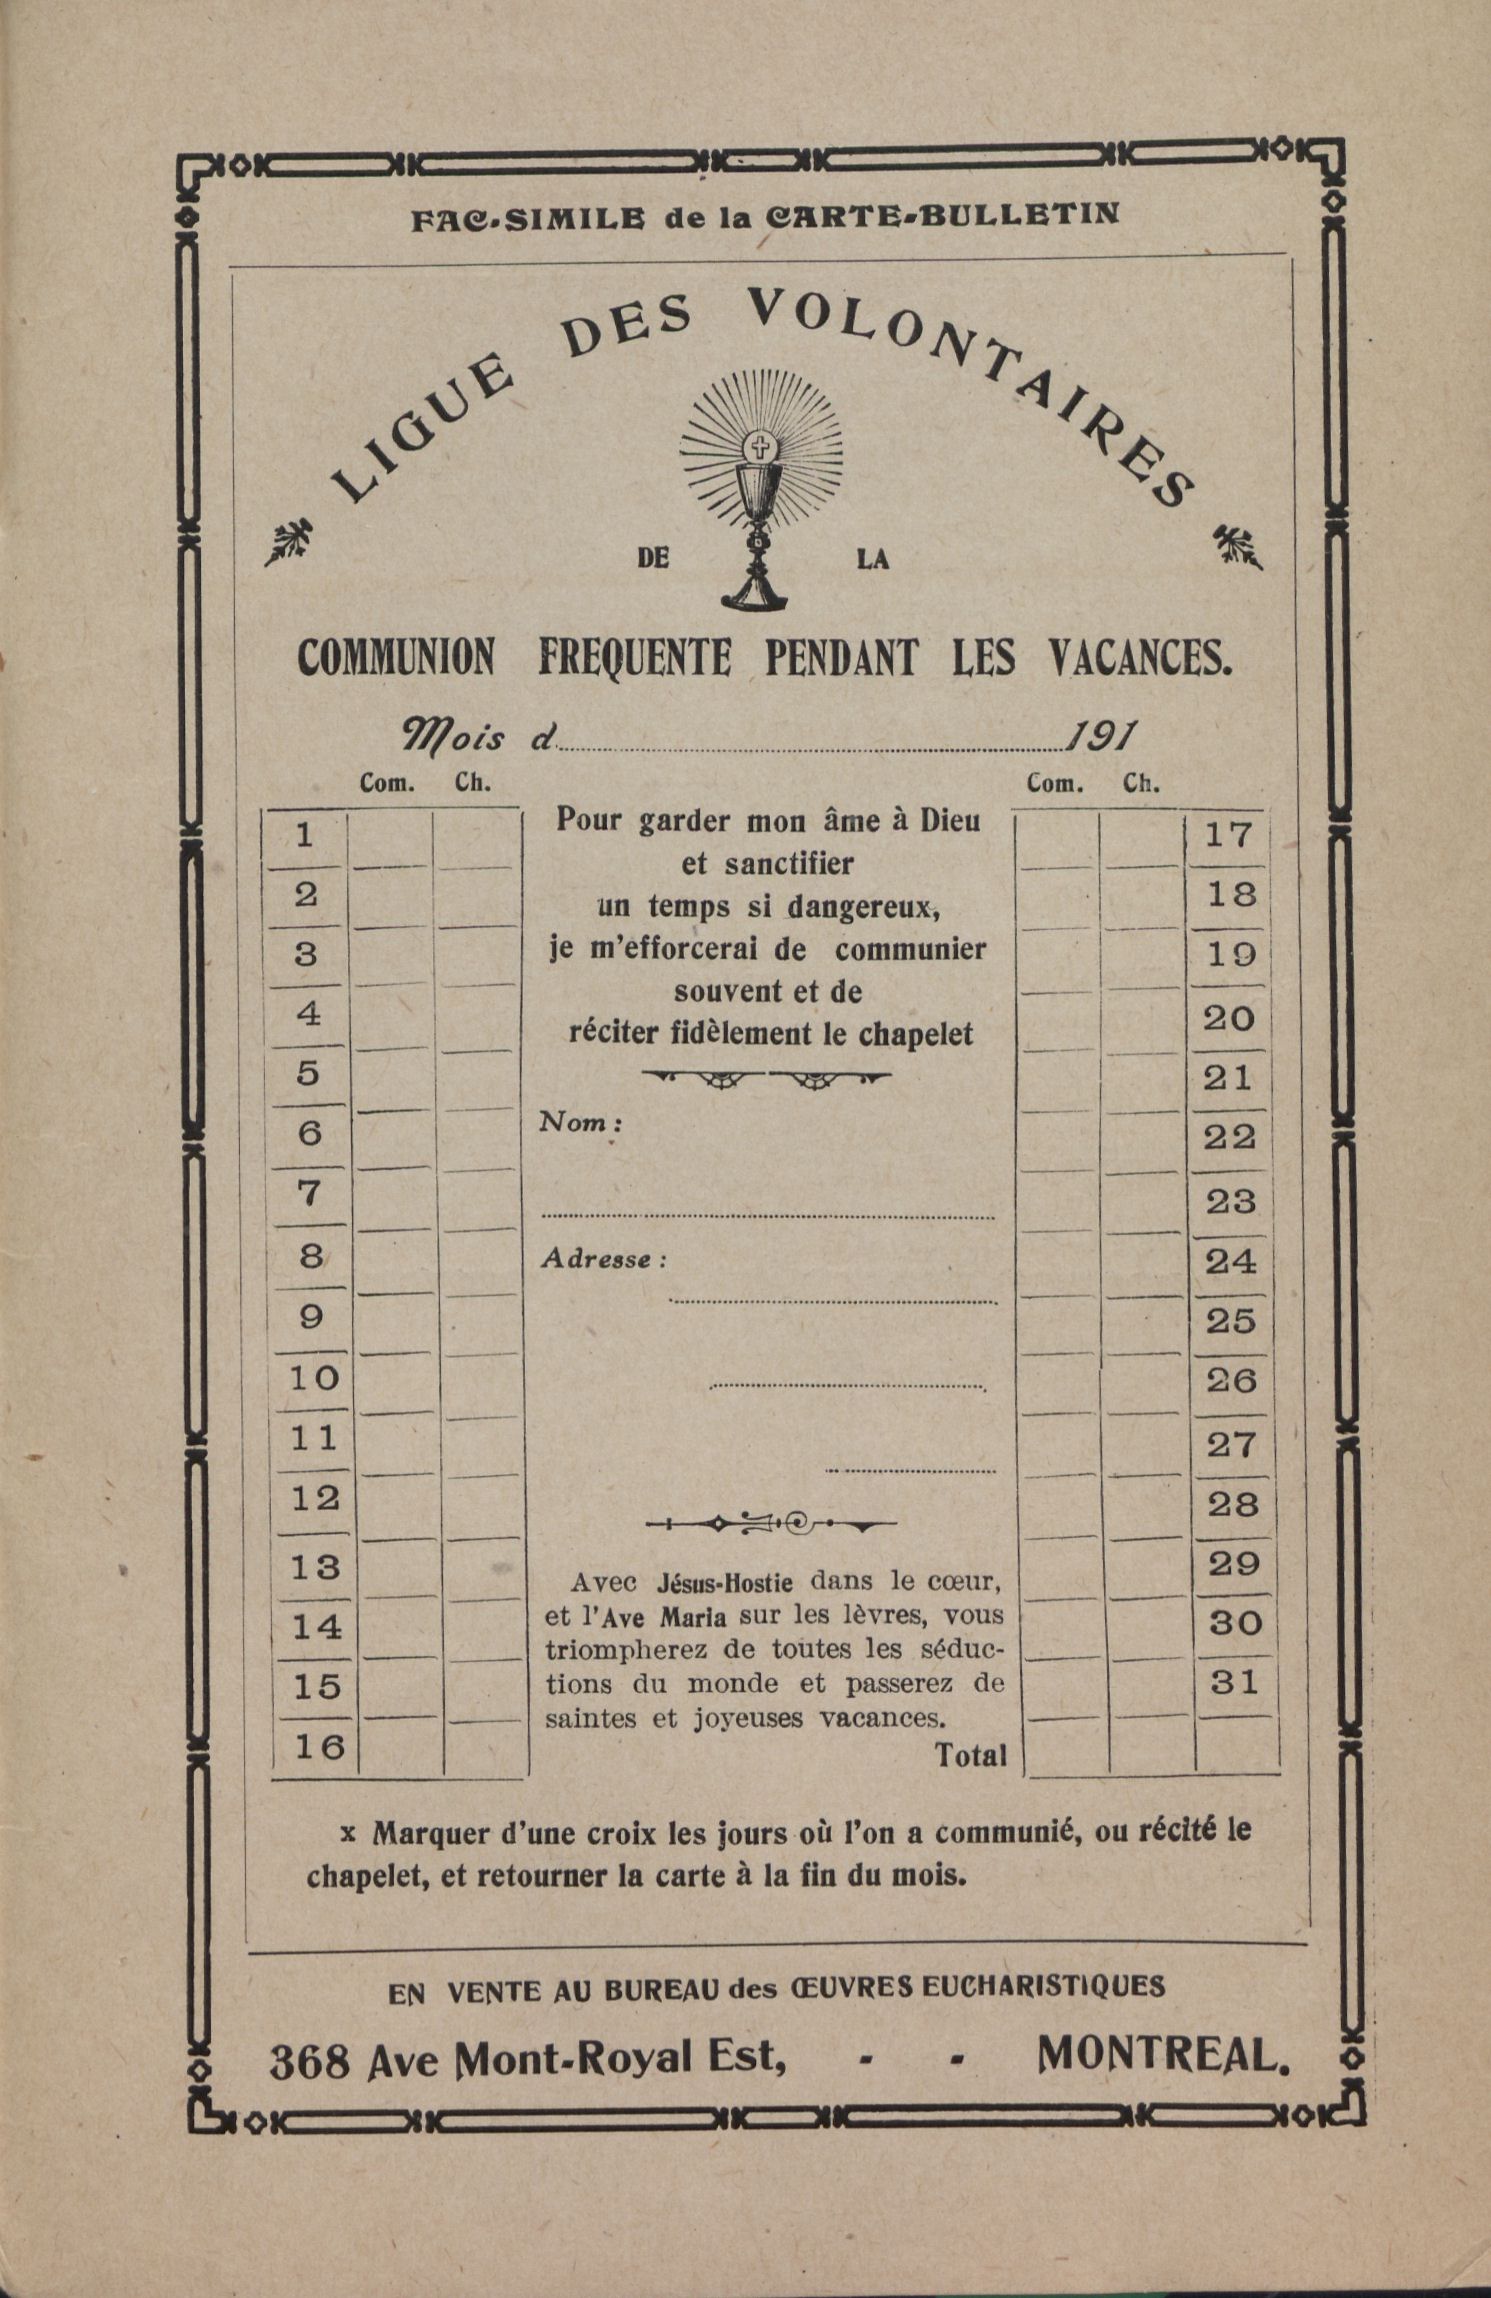 FAC-SIMILE de la CARTE-BULLETIN
LIGUE DES VOLONTAIRES
DE LA
COMMUNION FREQUENTE PENDANT LES VACANCES.
Mois d 191
Com. Ch. Com. Ch.
1 Pour garder mon âme à Dieu 17
et sanctifier
2 un temps si dangereux, 18
3 je m'efforcerai de communier 19
souvent et de
4 réciter fidèlement le chapelet 20
5 21
6 Nom : 22
7 23
8 Adresse : 24
9 25
10 26
11 27
12 28
13 Avec Jésus-Hostie dans le cœur, 29
14 et l'Ave Maria sur les lèvres, vous 30
triompherez de toutes les séduc-
15 tions du monde et passerez de 31
saintes et joyeuses vacances.
16 Total
x Marquer d'une croix les jours où l'on a communié, ou récité le
chapelet, et retourner la carte à la fin du mois.
EN VENTE AU BUREAU des ŒUVRES EUCHARISTIQUES
368 Ave Mont-Royal Est, - - MONTREAL.